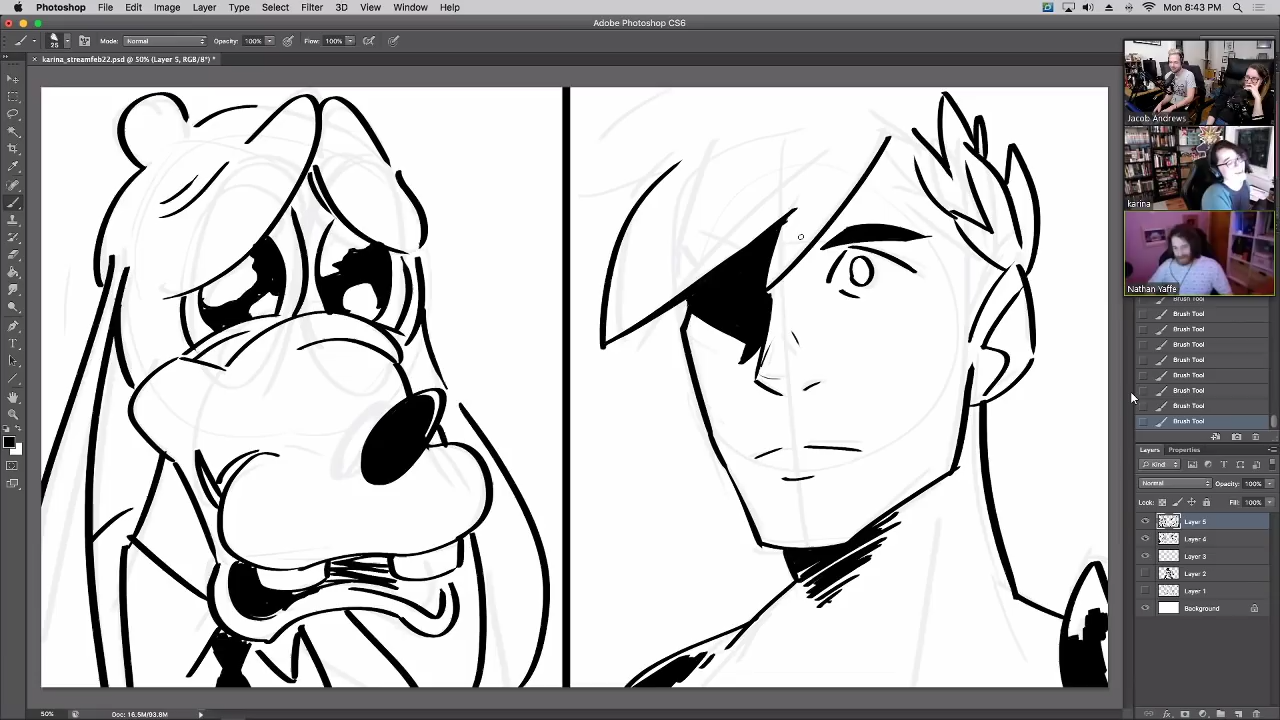 Photoshop File Edit Image Layer Type Select Filter 3D View Window Help Mon 8:43 PM
Adobe Photoshop CS6
25 Mode: Normal Opacity: 100% Flow: 100%
× karina_streamfeb22.psd @ 50% (Layer 5, RGB/8*) *
Jacob Andrews
karina
Nathan Yaffe
Brush Tool
Brush Tool
Brush Tool
Brush Tool
Brush Tool
Brush Tool
Brush Tool
Brush Tool
Brush Tool
Layers Properties
Kind
Normal Opacity: 100%
Lock: Fill: 100%
Layer 5
Layer 4
Layer 3
Layer 2
Layer 1
Background
50% Doc: 16.5M/93.8M